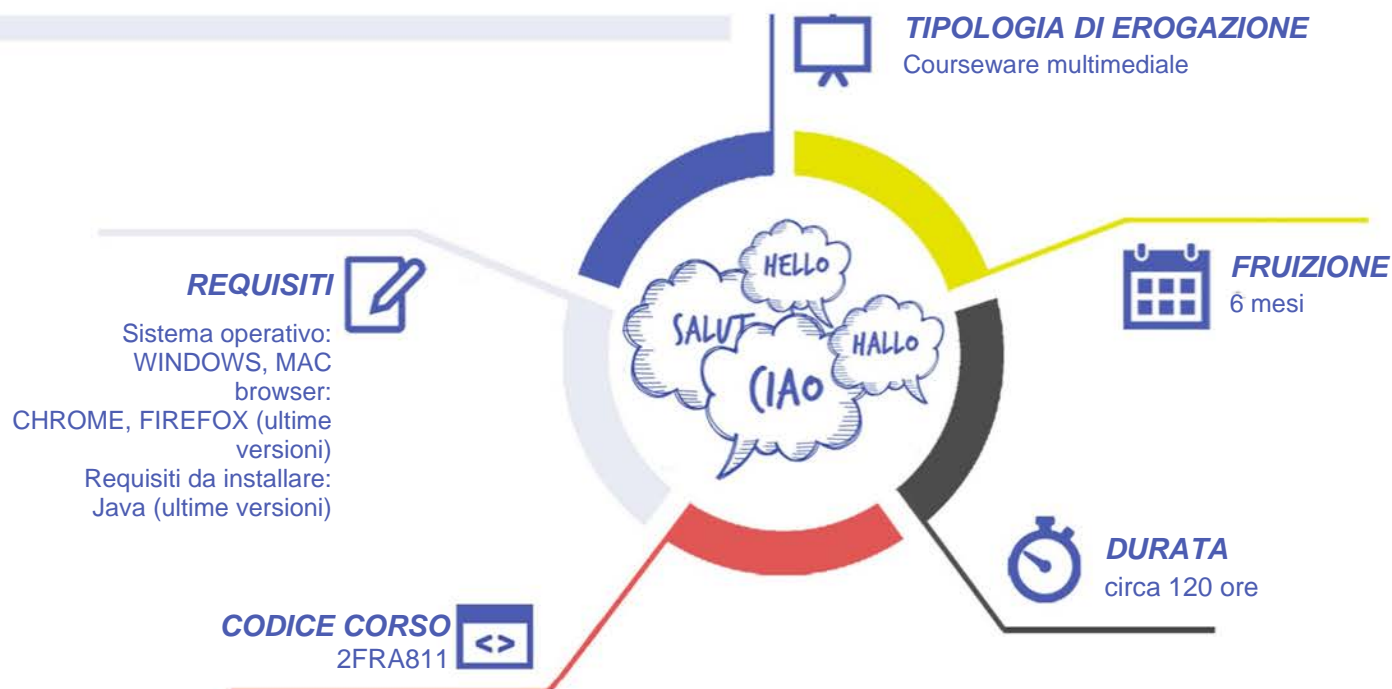 TIPOLOGIA DI EROGAZIONE
Courseware multimediale
FRUIZIONE
6 mesi
REQUISITI
Sistema operativo:
WINDOWS, MAC
browser:
CHROME, FIREFOX (ultime
versioni)
Requisiti da installare:
Java (ultime versioni)
HELLO
SALUT
HALLO
CIAO
DURATA
circa 120 ore
CODICE CORSO
<>
2FRA811